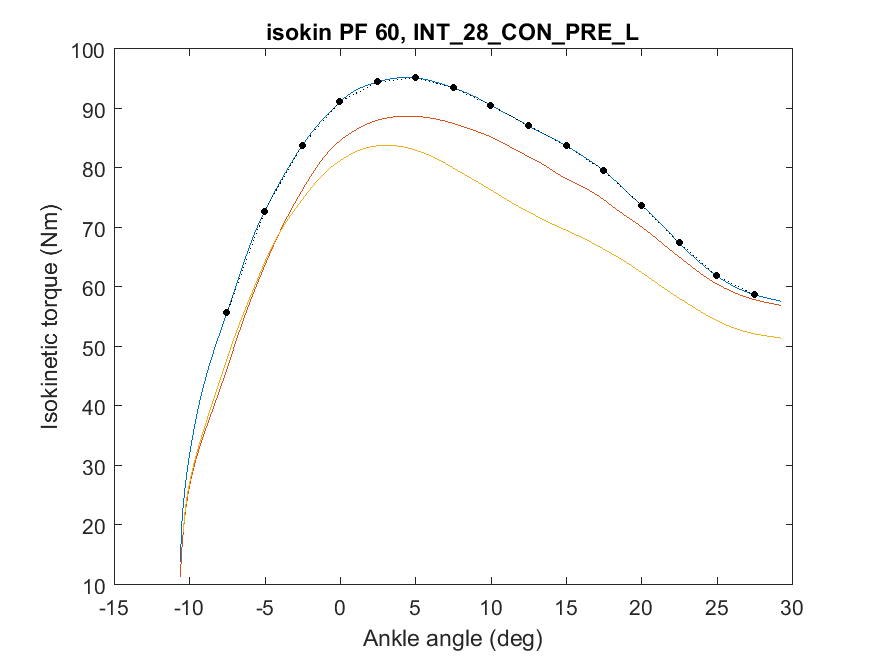 isokin PF 60, INT_28_CON_PRE_L
100
90
80
70
60
50
40
30
20
10
Isokinetic torque (Nm)
-15 -10 -5 0 5 10 15 20 25 30
Ankle angle (deg)